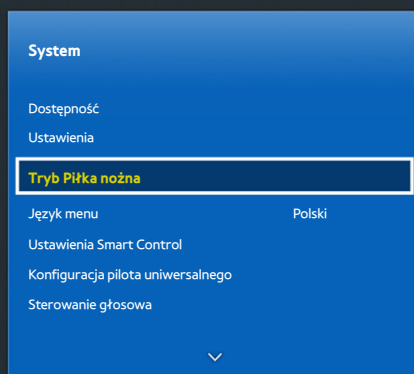 System
Dostępność
Ustawienia
Tryb Piłka nożna
Język menu Polski
Ustawienia Smart Control
Konfiguracja pilota uniwersalnego
Sterowanie głosowa